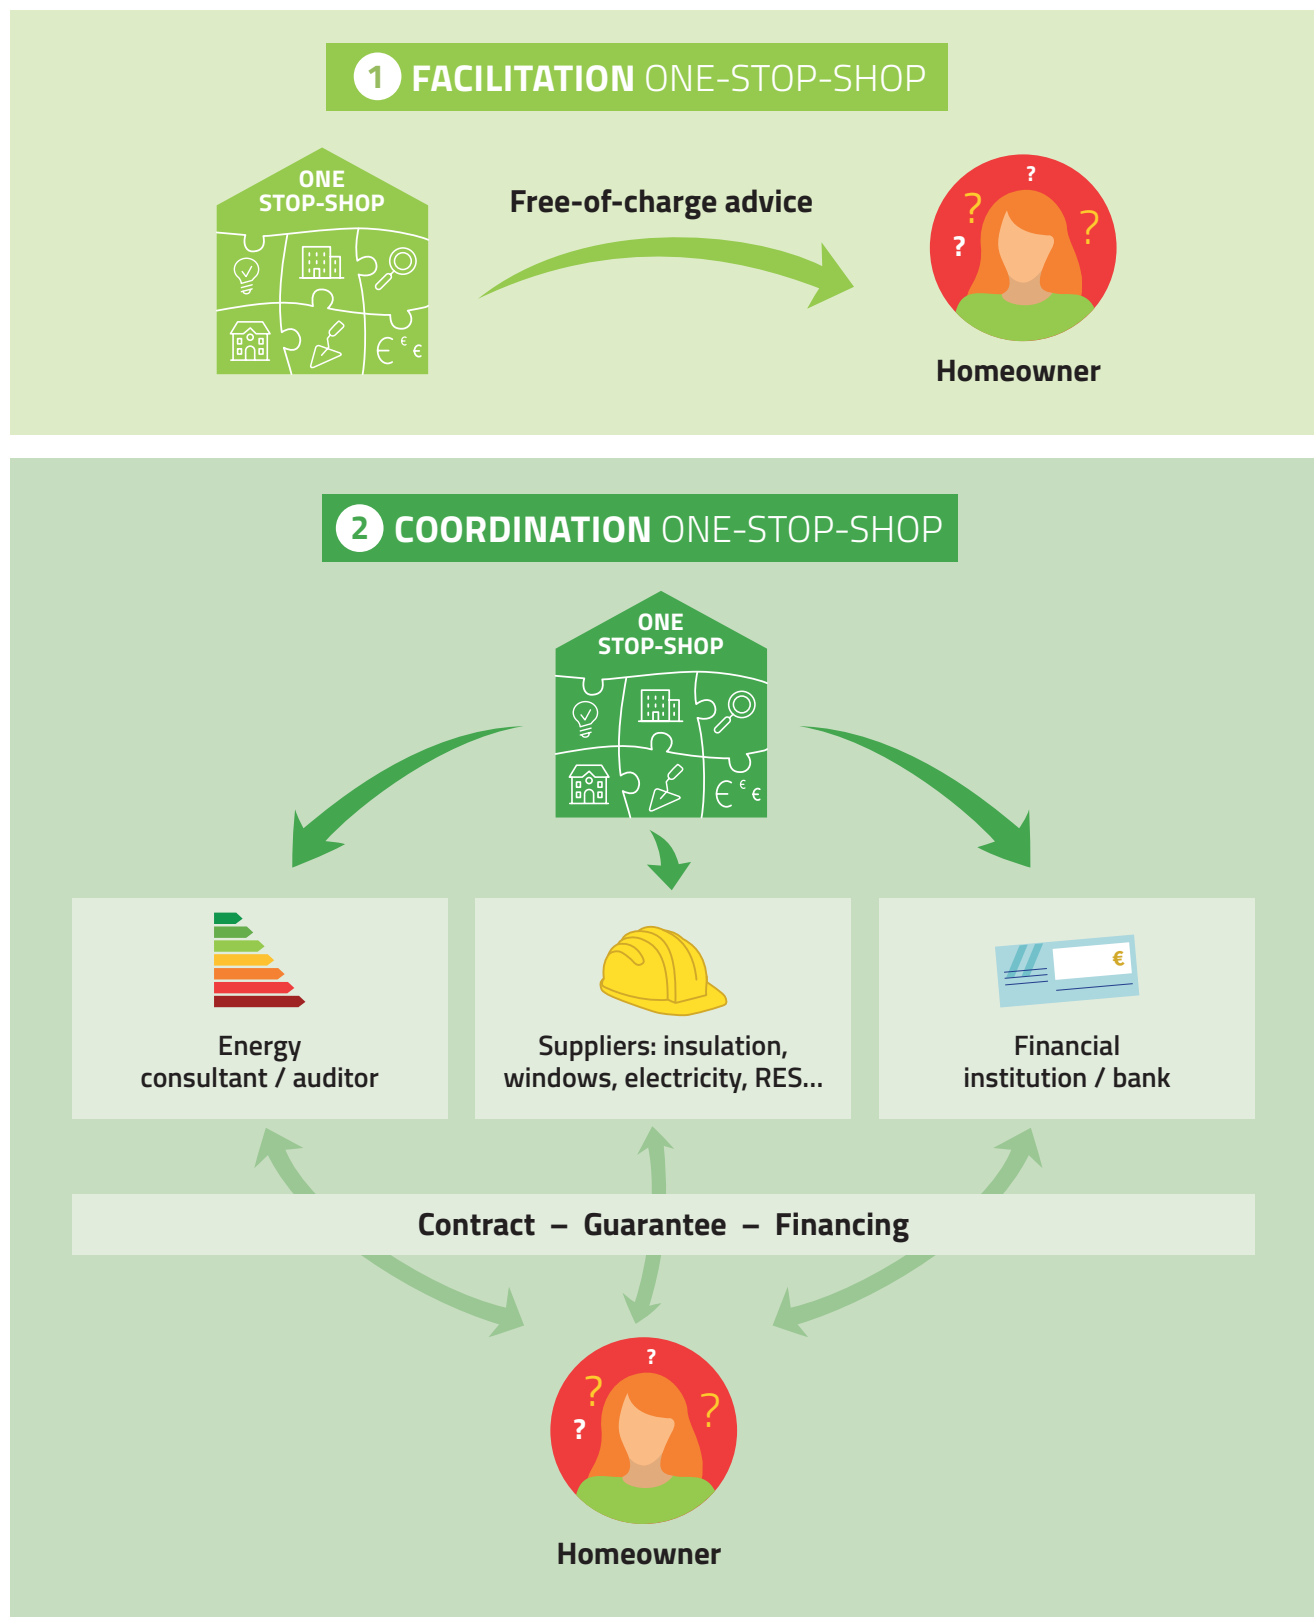 1 FACILITATION ONE-STOP-SHOP
ONE
STOP-SHOP
€ € €
Free-of-charge advice
? ? ? ?
Homeowner
2 COORDINATION ONE-STOP-SHOP
ONE
STOP-SHOP
€ € €
€
Energy
consultant / auditor
Suppliers: insulation,
windows, electricity, RES...
Financial
institution / bank
Contract – Guarantee – Financing
? ? ? ?
Homeowner